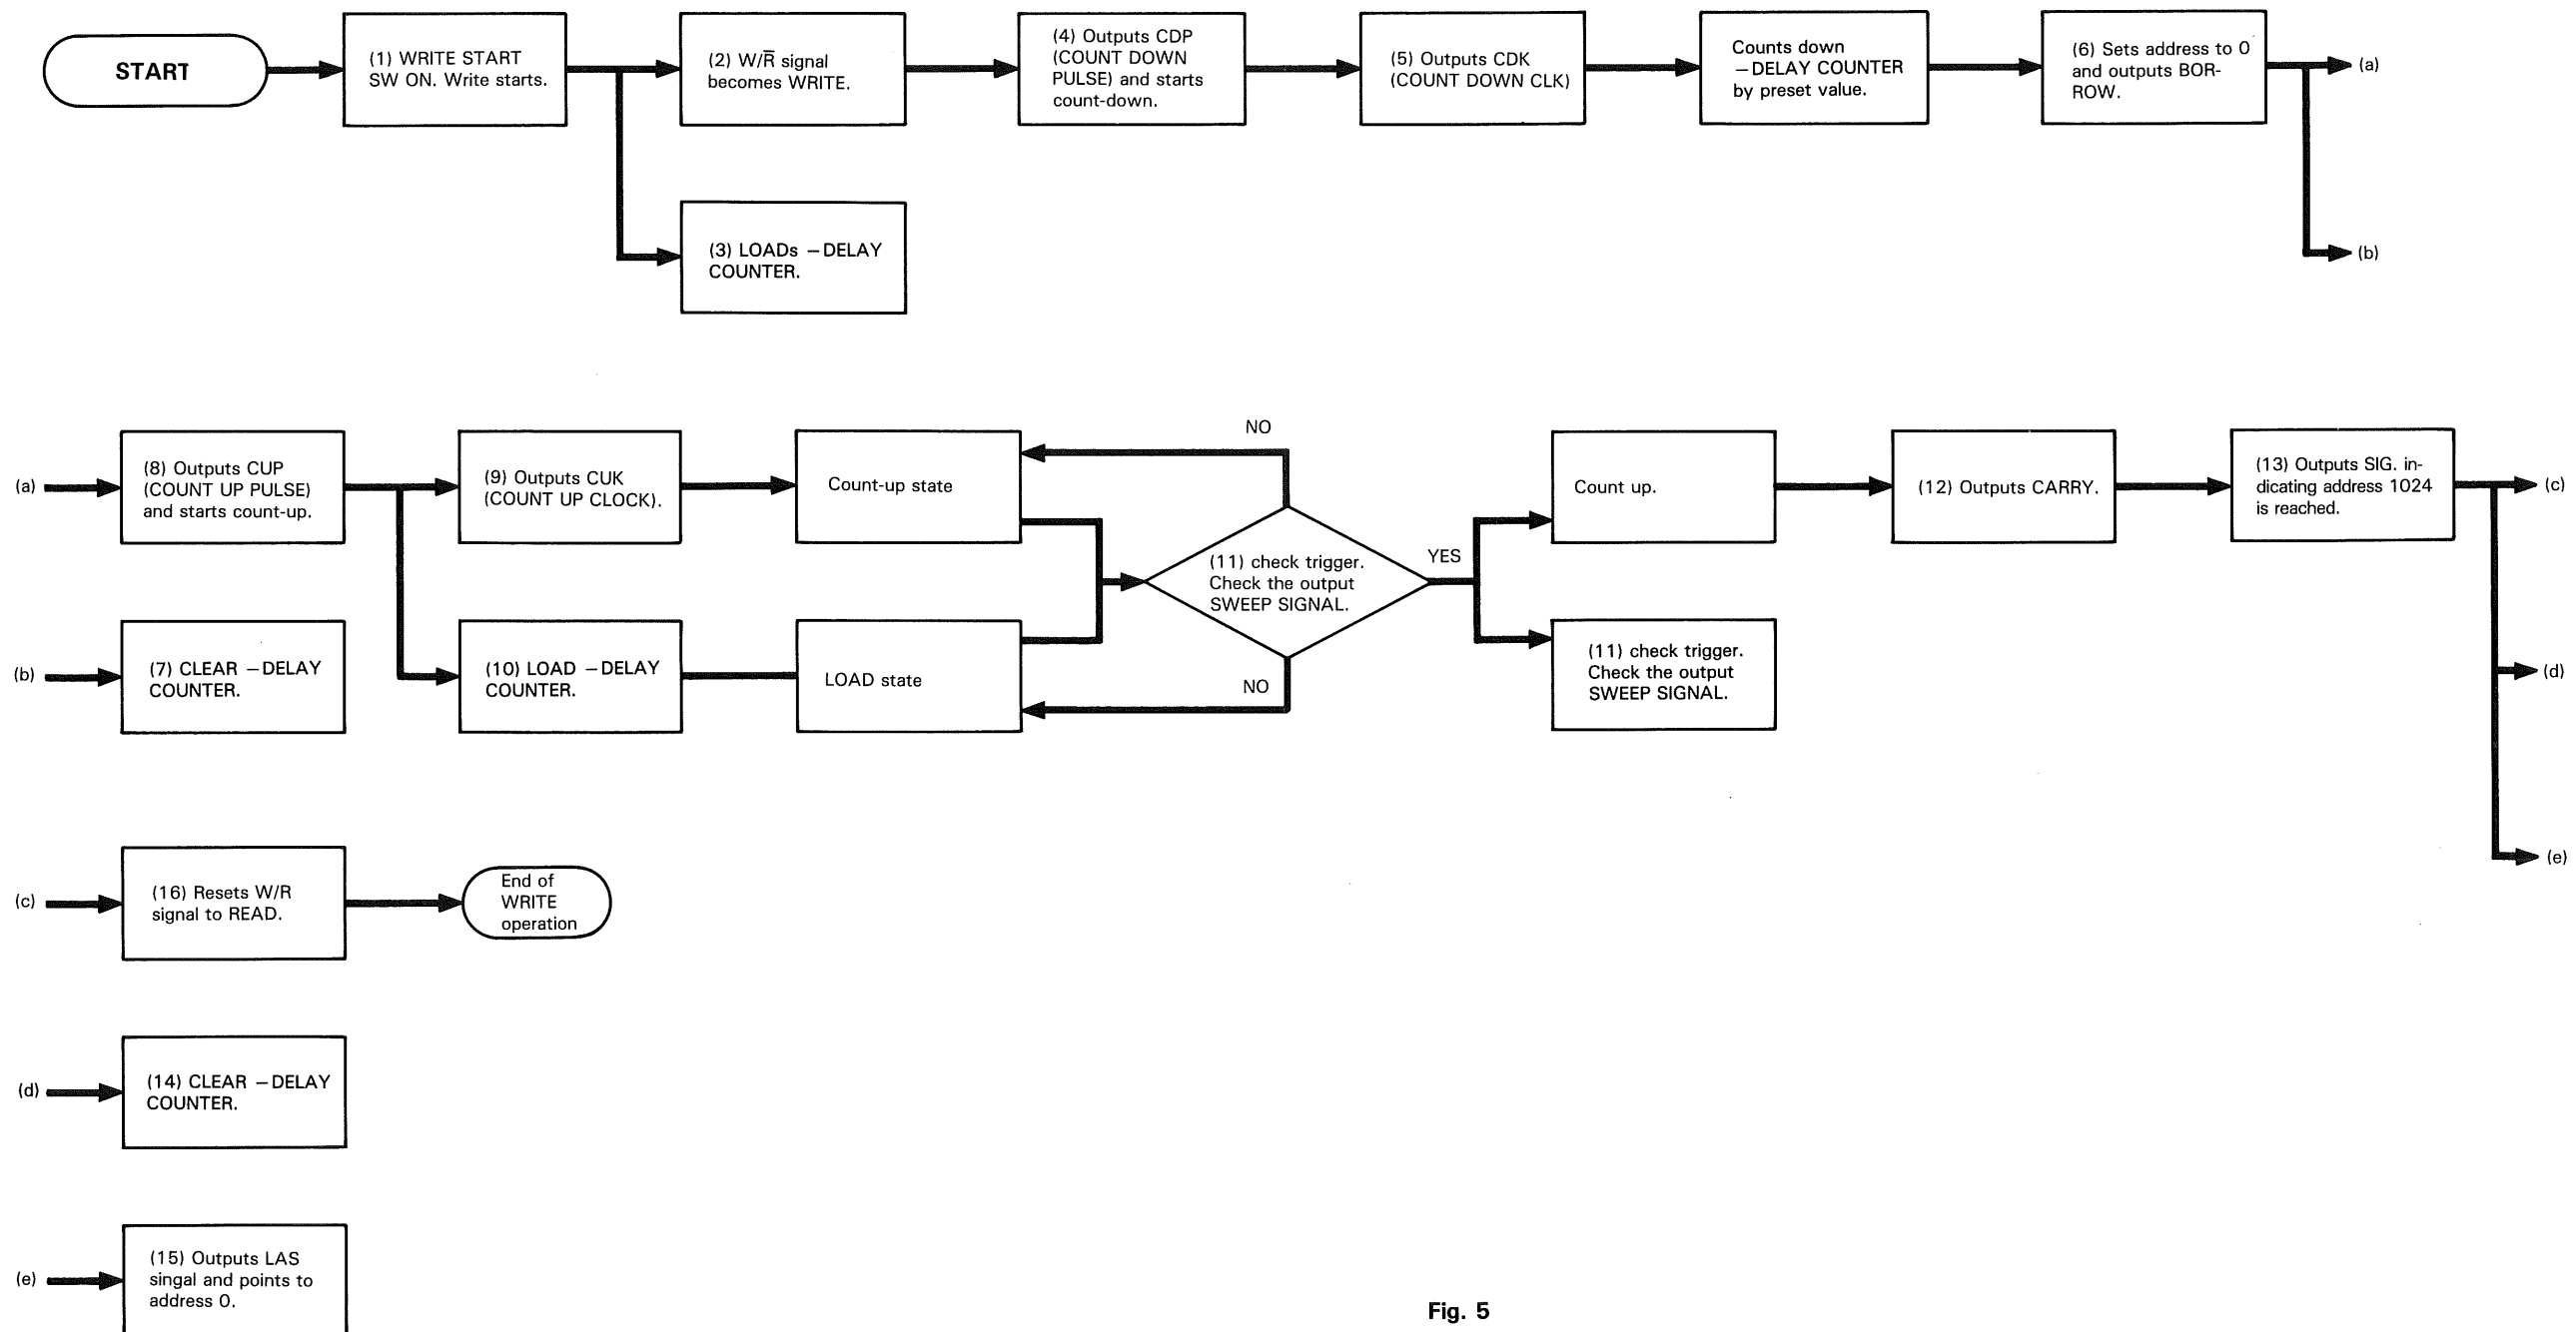 START
(1) WRITE START
SW ON. Write starts.
(2) W/R̅ signal
becomes WRITE.
(4) Outputs CDP
(COUNT DOWN
PULSE) and starts
count-down.
(5) Outputs CDK
(COUNT DOWN CLK)
Counts down
−DELAY COUNTER
by preset value.
(6) Sets address to 0
and outputs BOR-
ROW.
(a)
(b)
(3) LOADs −DELAY
COUNTER.
(a)
(8) Outputs CUP
(COUNT UP PULSE)
and starts count-up.
(9) Outputs CUK
(COUNT UP CLOCK).
Count-up state
NO
(11) check trigger.
Check the output
SWEEP SIGNAL.
YES
NO
Count up.
(12) Outputs CARRY.
(13) Outputs SIG. in-
dicating address 1024
is reached.
(c)
(d)
(e)
(b)
(7) CLEAR −DELAY
COUNTER.
(10) LOAD −DELAY
COUNTER.
LOAD state
(11) check trigger.
Check the output
SWEEP SIGNAL.
(c)
(16) Resets W/R
signal to READ.
End of
WRITE
operation
(d)
(14) CLEAR −DELAY
COUNTER.
(e)
(15) Outputs LAS
singal and points to
address 0.
Fig. 5